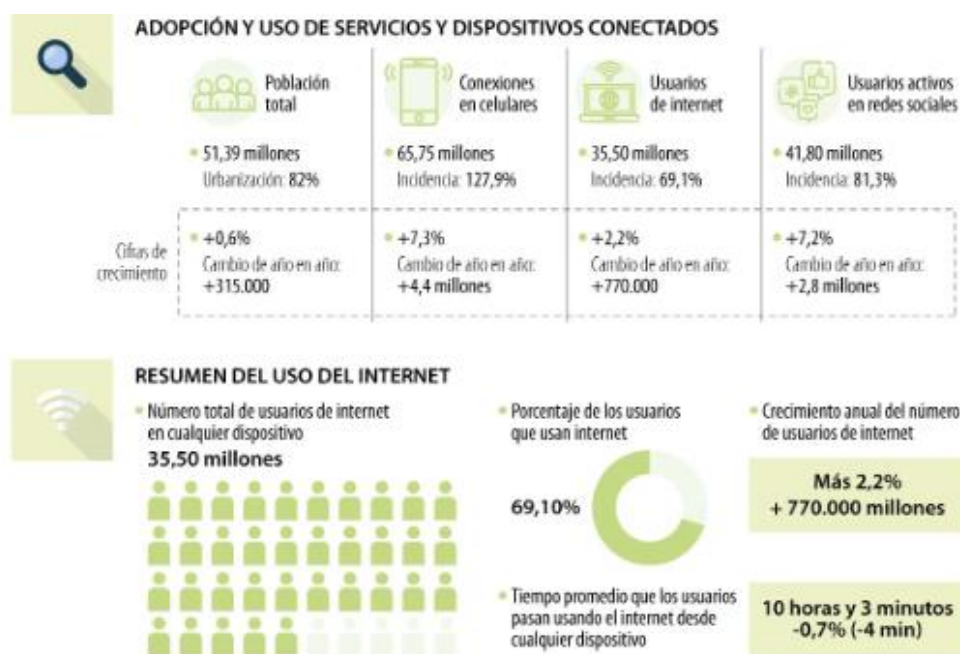 ADOPCIÓN Y USO DE SERVICIOS Y DISPOSITIVOS CONECTADOS
Población
total
51,39 millones
Urbanización: 82%
Conexiones
en celulares
65,75 millones
Incidencia: 127,9%
Usuarios
de internet
35,50 millones
Incidencia: 69,1%
Usuarios activos
en redes sociales
41,80 millones
Incidencia: 81,3%
Cifras de
crecimiento
+0,6%
Cambio de año en año:
+315.000
+7,3%
Cambio de año en año:
+4,4 millones
+2,2%
Cambio de año en año:
+770.000
+7,2%
Cambio de año en año:
+2,8 millones
RESUMEN DEL USO DEL INTERNET
Número total de usuarios de internet
en cualquier dispositivo
35,50 millones
Porcentaje de los usuarios
que usan internet
69,10%
Crecimiento anual del número
de usuarios de internet
Más 2,2%
+ 770.000 millones
Tiempo promedio que los usuarios
pasan usando el internet desde
cualquier dispositivo
10 horas y 3 minutos
-0,7% (-4 min)